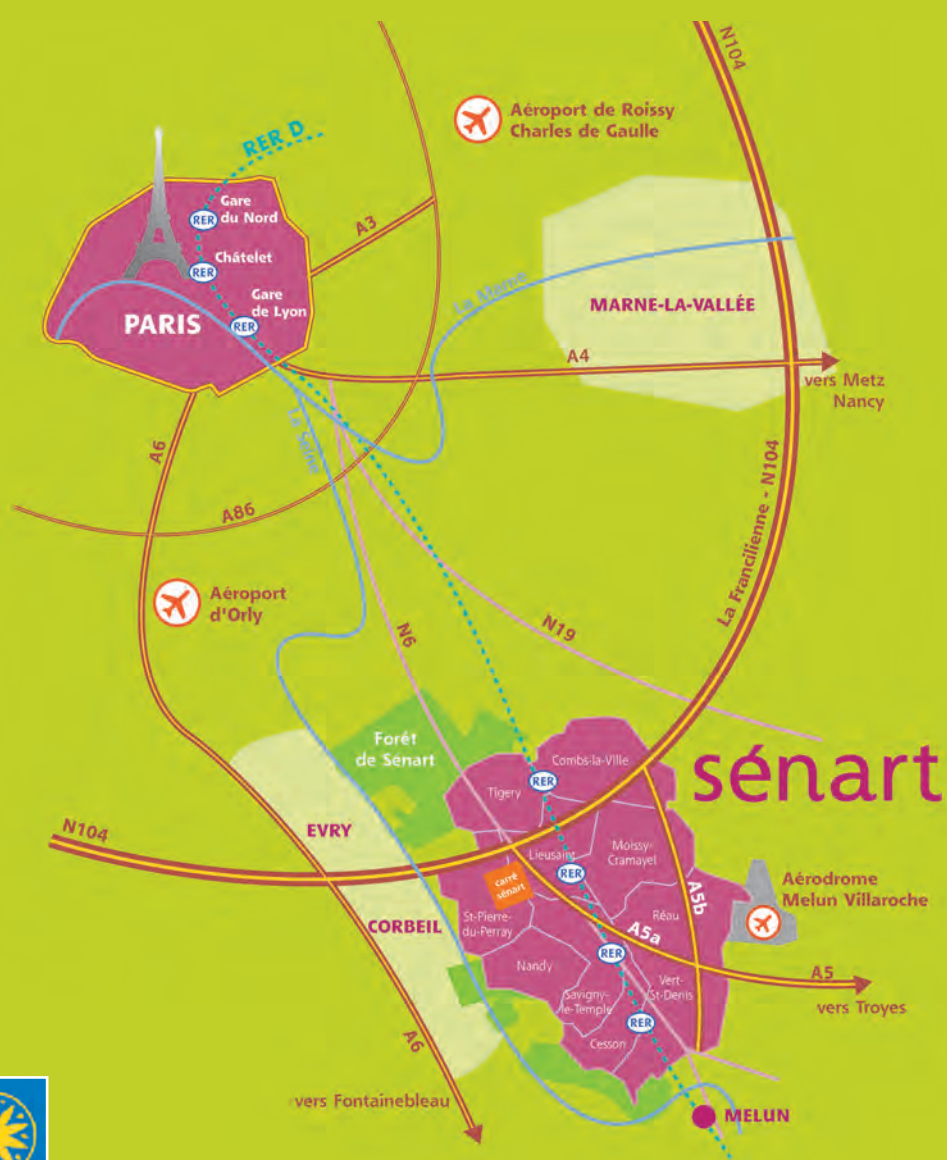 N104
Aéroport de Roissy
Charles de Gaulle
RER D
Gare
du Nord
RER
A3
Châtelet
RER
Gare
de Lyon
RER
PARIS
La Marne
MARNE-LA-VALLÉE
A4
vers Metz
Nancy
A6
La Seine
A86
La Francilienne - N104
Aéroport
d'Orly
N6
N19
Forêt
de Sénart
Combs-la-Ville
sénart
RER
Tigery
N104
EVRY
Lieusaint
Moissy-
Cramayel
RER
carré
sénart
Aérodrome
Melun Villaroche
A5b
CORBEIL
St-Pierre-
du-Perray
Réau
A5a
RER
Nandy
A5
Vert-
St-Denis
vers Troyes
Savigny-
le-Temple
RER
A6
Cesson
vers Fontainebleau
MELUN